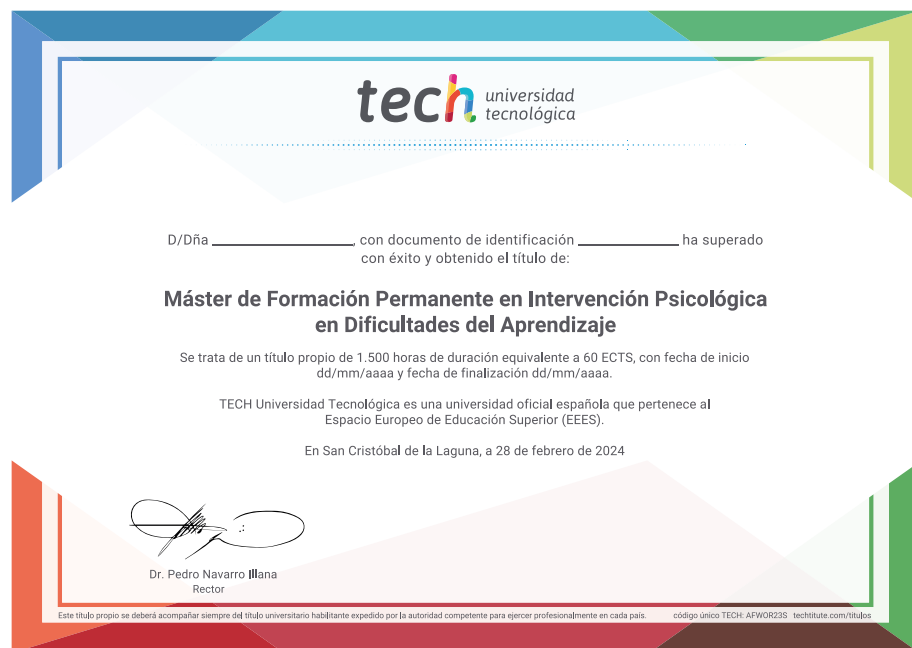 tech universidad
tecnológica
D/Dña ____________________, con documento de identificación ______________ ha superado
con éxito y obtenido el título de:
Máster de Formación Permanente en Intervención Psicológica
en Dificultades del Aprendizaje
Se trata de un título propio de 1.500 horas de duración equivalente a 60 ECTS, con fecha de inicio
dd/mm/aaaa y fecha de finalización dd/mm/aaaa.
TECH Universidad Tecnológica es una universidad oficial española que pertenece al
Espacio Europeo de Educación Superior (EEES).
En San Cristóbal de la Laguna, a 28 de febrero de 2024
Dr. Pedro Navarro Illana
Rector
Este título propio se deberá acompañar siempre del título universitario habilitante expedido por la autoridad competente para ejercer profesionalmente en cada país. código único TECH: AFWOR23S techtitute.com/titulos